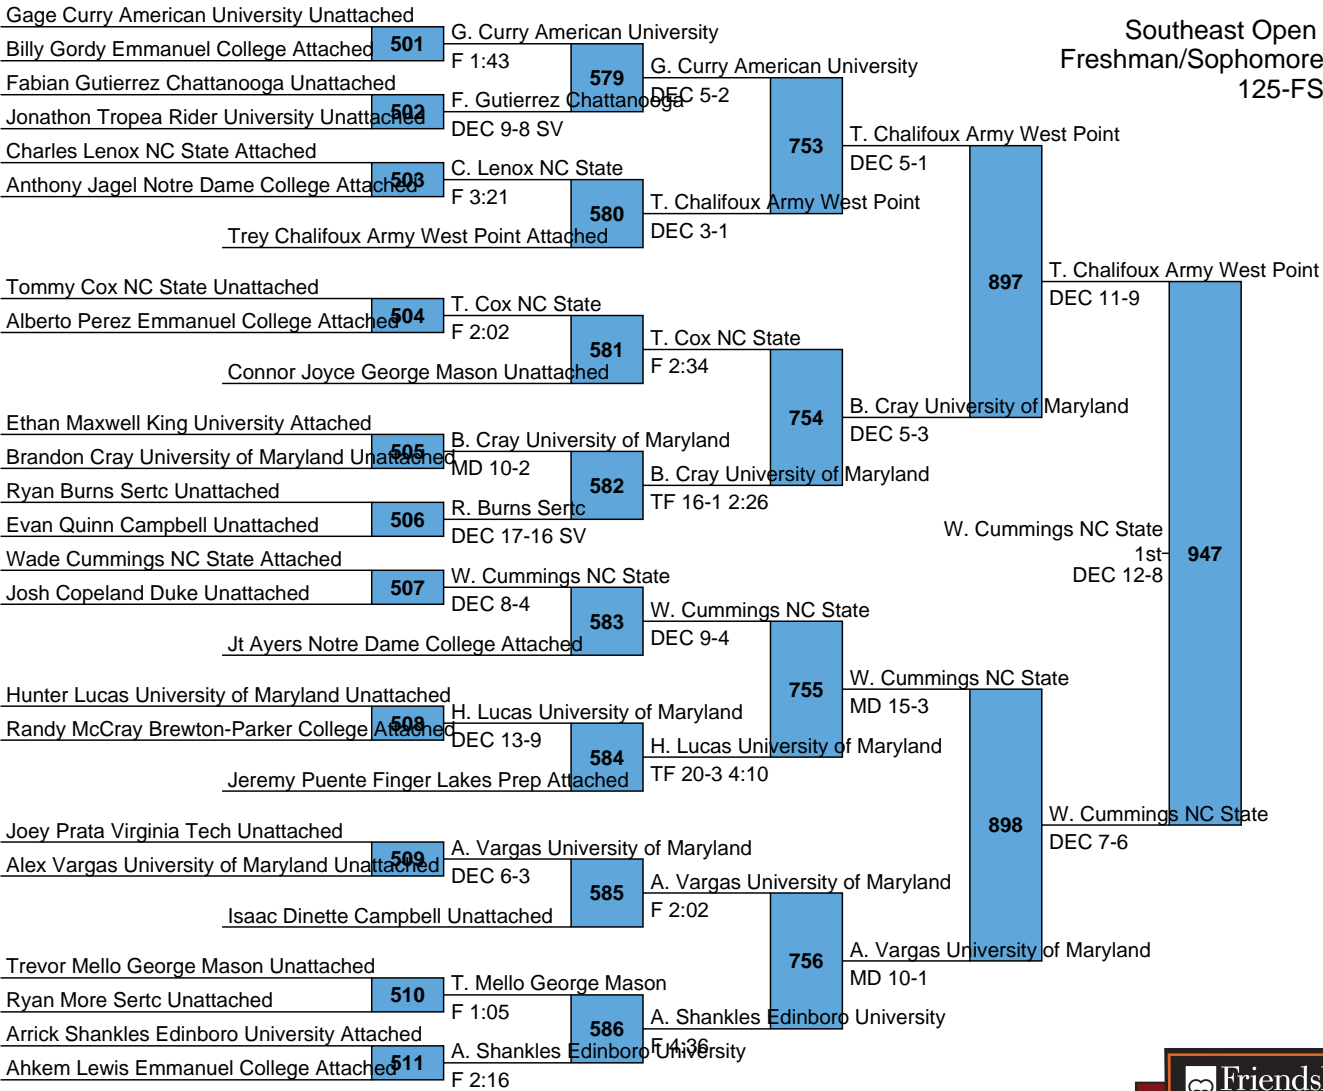 Southeast Open
Freshman/Sophomore
125-FS
Gage Curry American University Unattached
Billy Gordy Emmanuel College Attached
501
G. Curry American University
F 1:43
Fabian Gutierrez Chattanooga Unattached
Jonathon Tropea Rider University Unattached
502
F. Gutierrez Chattanooga
DEC 9-8 SV
579
G. Curry American University
DEC 5-2
Charles Lenox NC State Attached
Anthony Jagel Notre Dame College Attached
503
C. Lenox NC State
F 3:21
Trey Chalifoux Army West Point Attached
580
T. Chalifoux Army West Point
DEC 3-1
753
T. Chalifoux Army West Point
DEC 5-1
Tommy Cox NC State Unattached
Alberto Perez Emmanuel College Attached
504
T. Cox NC State
F 2:02
Connor Joyce George Mason Unattached
581
T. Cox NC State
F 2:34
Ethan Maxwell King University Attached
Brandon Cray University of Maryland Unattached
505
B. Cray University of Maryland
MD 10-2
Ryan Burns Sertc Unattached
Evan Quinn Campbell Unattached
506
R. Burns Sertc
DEC 17-16 SV
582
B. Cray University of Maryland
TF 16-1 2:26
754
B. Cray University of Maryland
DEC 5-3
897
T. Chalifoux Army West Point
DEC 11-9
Wade Cummings NC State Attached
Josh Copeland Duke Unattached
507
W. Cummings NC State
DEC 8-4
Jt Ayers Notre Dame College Attached
583
W. Cummings NC State
DEC 9-4
Hunter Lucas University of Maryland Unattached
Randy McCray Brewton-Parker College Attached
508
H. Lucas University of Maryland
DEC 13-9
Jeremy Puente Finger Lakes Prep Attached
584
H. Lucas University of Maryland
TF 20-3 4:10
755
W. Cummings NC State
MD 15-3
Joey Prata Virginia Tech Unattached
Alex Vargas University of Maryland Unattached
509
A. Vargas University of Maryland
DEC 6-3
Isaac Dinette Campbell Unattached
585
A. Vargas University of Maryland
F 2:02
Trevor Mello George Mason Unattached
Ryan More Sertc Unattached
510
T. Mello George Mason
F 1:05
Arrick Shankles Edinboro University Attached
Ahkem Lewis Emmanuel College Attached
511
A. Shankles Edinboro University
F 2:16
586
A. Shankles Edinboro University
F 4:36
756
A. Vargas University of Maryland
MD 10-1
898
W. Cummings NC State
DEC 7-6
947
W. Cummings NC State
1st
DEC 12-8